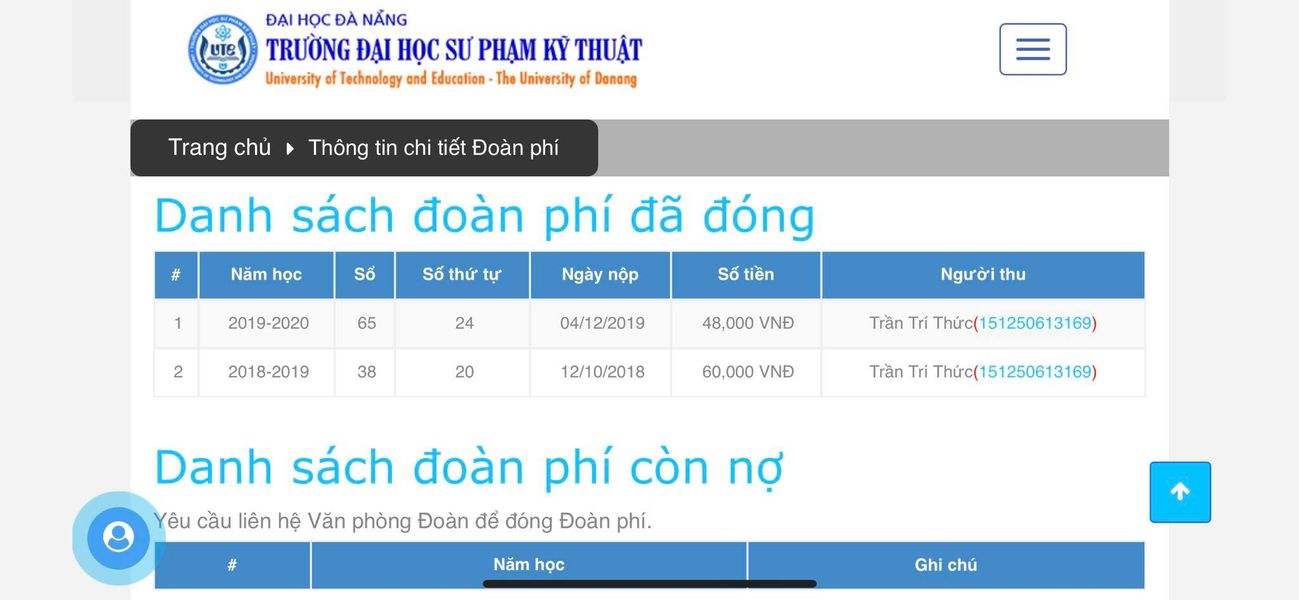 ĐẠI HỌC ĐÀ NẴNG
TRƯỜNG ĐẠI HỌC SƯ PHẠM KỸ THUẬT
University of Technology and Education - The University of Danang
UTE
Trang chủ Thông tin chi tiết Đoàn phí
Danh sách đoàn phí đã đóng
# Năm học Sổ Số thứ tự Ngày nộp Số tiền Người thu
1 2019-2020 65 24 04/12/2019 48,000 VNĐ Trần Trí Thức(151250613169)
2 2018-2019 38 20 12/10/2018 60,000 VNĐ Trần Trí Thức(151250613169)
Danh sách đoàn phí còn nợ
Yêu cầu liên hệ Văn phòng Đoàn để đóng Đoàn phí.
# Năm học Ghi chú